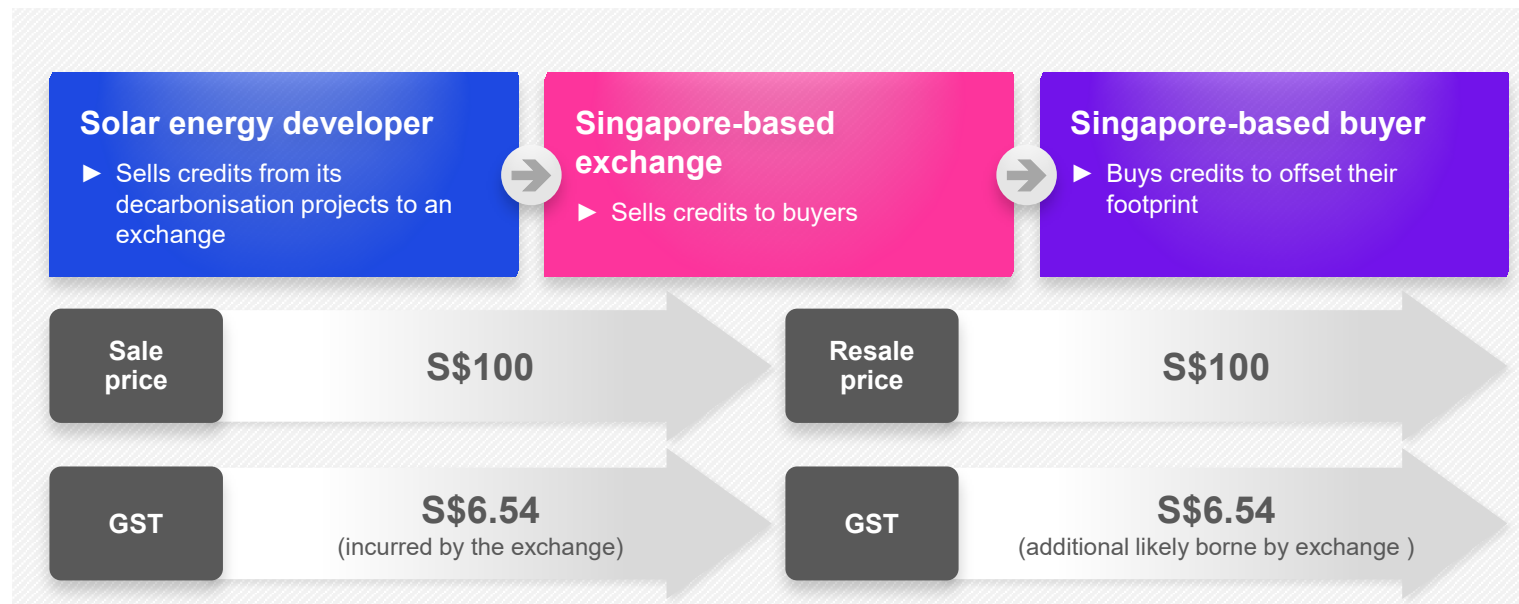 Solar energy developer
► Sells credits from its
decarbonisation projects to an
exchange
Singapore-based
exchange
► Sells credits to buyers
Singapore-based buyer
► Buys credits to offset their
footprint
Sale
price
S$100
Resale
price
S$100
GST
S$6.54
(incurred by the exchange)
GST
S$6.54
(additional likely borne by exchange )